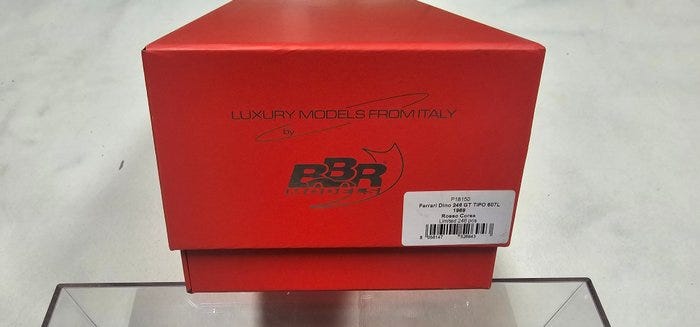 LUXURY MODELS FROM ITALY
by
BBR
MODELS
P18150
Ferrari Dino 246 GT TIPO 607L
1969
Rosso Corsa
Limited 246 pcs